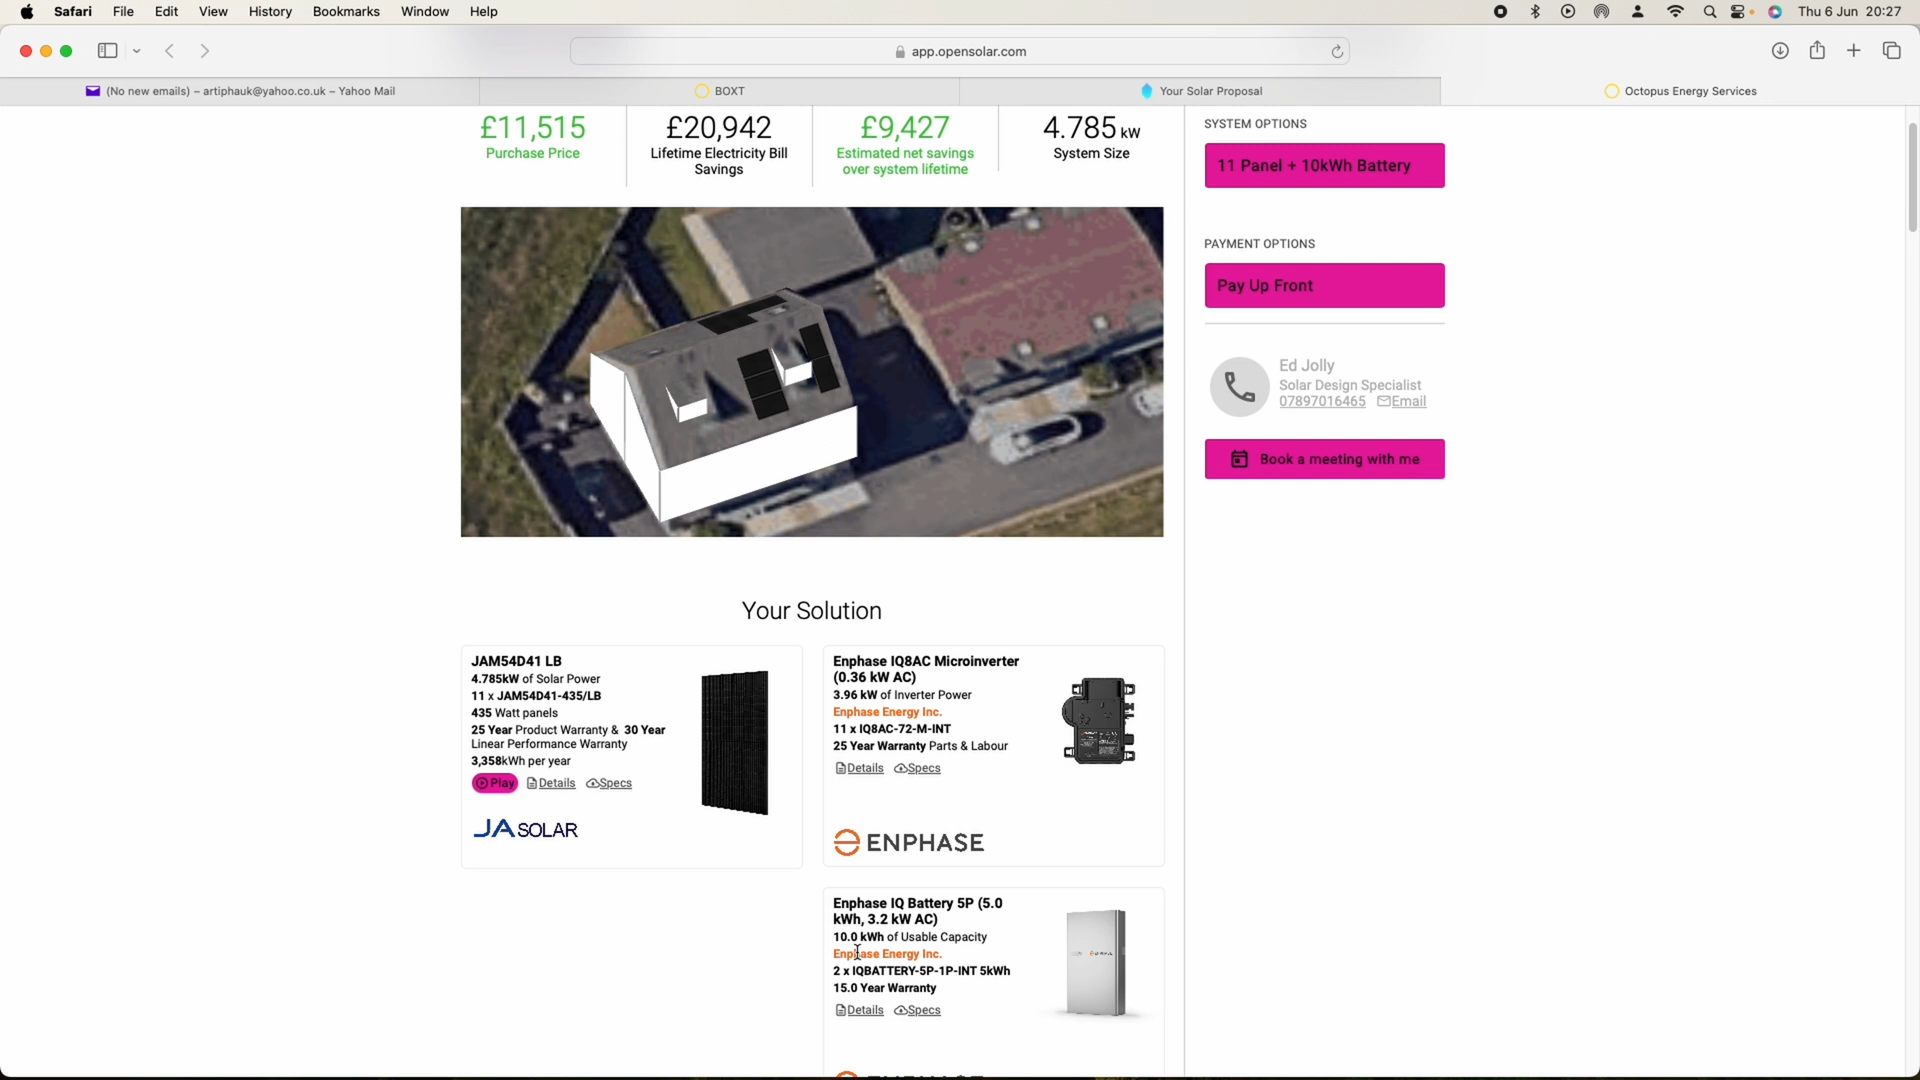 Safari File Edit View History Bookmarks Window Help
Thu 6 Jun 20:27
app.opensolar.com
(No new emails) – artiphauk@yahoo.co.uk – Yahoo Mail
BOXT
Your Solar Proposal
Octopus Energy Services
£11,515
Purchase Price
£20,942
Lifetime Electricity Bill
Savings
£9,427
Estimated net savings
over system lifetime
4.785 kW
System Size
SYSTEM OPTIONS
11 Panel + 10kWh Battery
PAYMENT OPTIONS
Pay Up Front
Ed Jolly
Solar Design Specialist
07897016465 Email
Book a meeting with me
Your Solution
JAM54D41 LB
4.785kW of Solar Power
11 x JAM54D41-435/LB
435 Watt panels
25 Year Product Warranty & 30 Year
Linear Performance Warranty
3,358kWh per year
Play Details Specs
JA SOLAR
Enphase IQ8AC Microinverter
(0.36 kW AC)
3.96 kW of Inverter Power
Enphase Energy Inc.
11 x IQ8AC-72-M-INT
25 Year Warranty Parts & Labour
Details Specs
ENPHASE
Enphase IQ Battery 5P (5.0
kWh, 3.2 kW AC)
10.0 kWh of Usable Capacity
Enphase Energy Inc.
2 x IQBATTERY-5P-1P-INT 5kWh
15.0 Year Warranty
Details Specs